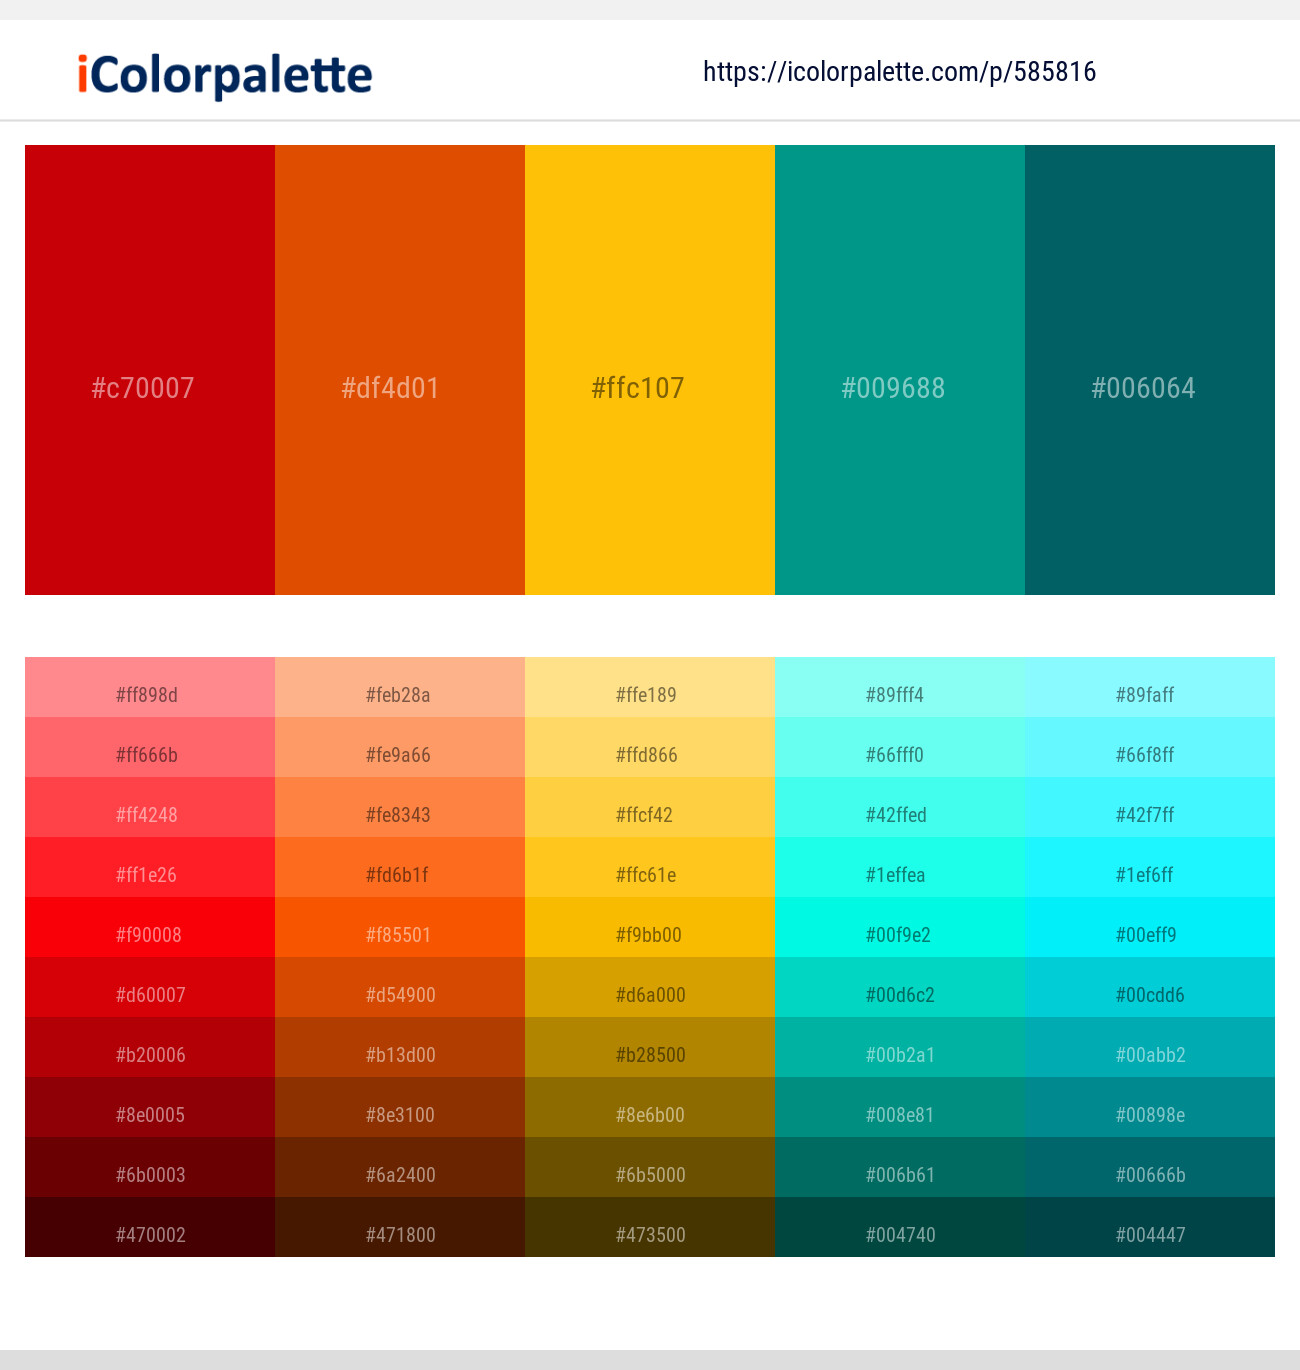 iColorpalette https://icolorpalette.com/p/585816
#c70007 #df4d01 #ffc107 #009688 #006064
#ff898d #feb28a #ffe189 #89fff4 #89faff
#ff666b #fe9a66 #ffd866 #66fff0 #66f8ff
#ff4248 #fe8343 #ffcf42 #42ffed #42f7ff
#ff1e26 #fd6b1f #ffc61e #1effea #1ef6ff
#f90008 #f85501 #f9bb00 #00f9e2 #00eff9
#d60007 #d54900 #d6a000 #00d6c2 #00cdd6
#b20006 #b13d00 #b28500 #00b2a1 #00abb2
#8e0005 #8e3100 #8e6b00 #008e81 #00898e
#6b0003 #6a2400 #6b5000 #006b61 #00666b
#470002 #471800 #473500 #004740 #004447